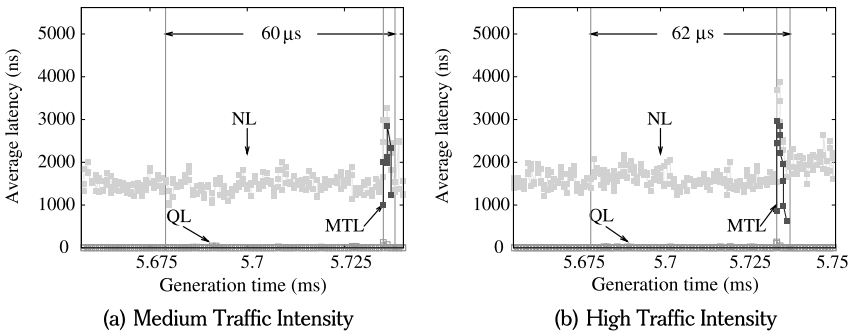 5000
4000
3000
2000
1000
0
Average latency (ns)
60 μs
NL
QL
MTL
5.675
5.7
5.725
Generation time (ms)
(a) Medium Traffic Intensity
5000
4000
3000
2000
1000
0
Average latency (ns)
62 μs
NL
QL
MTL
5.675
5.7
5.725
5.75
Generation time (ms)
(b) High Traffic Intensity